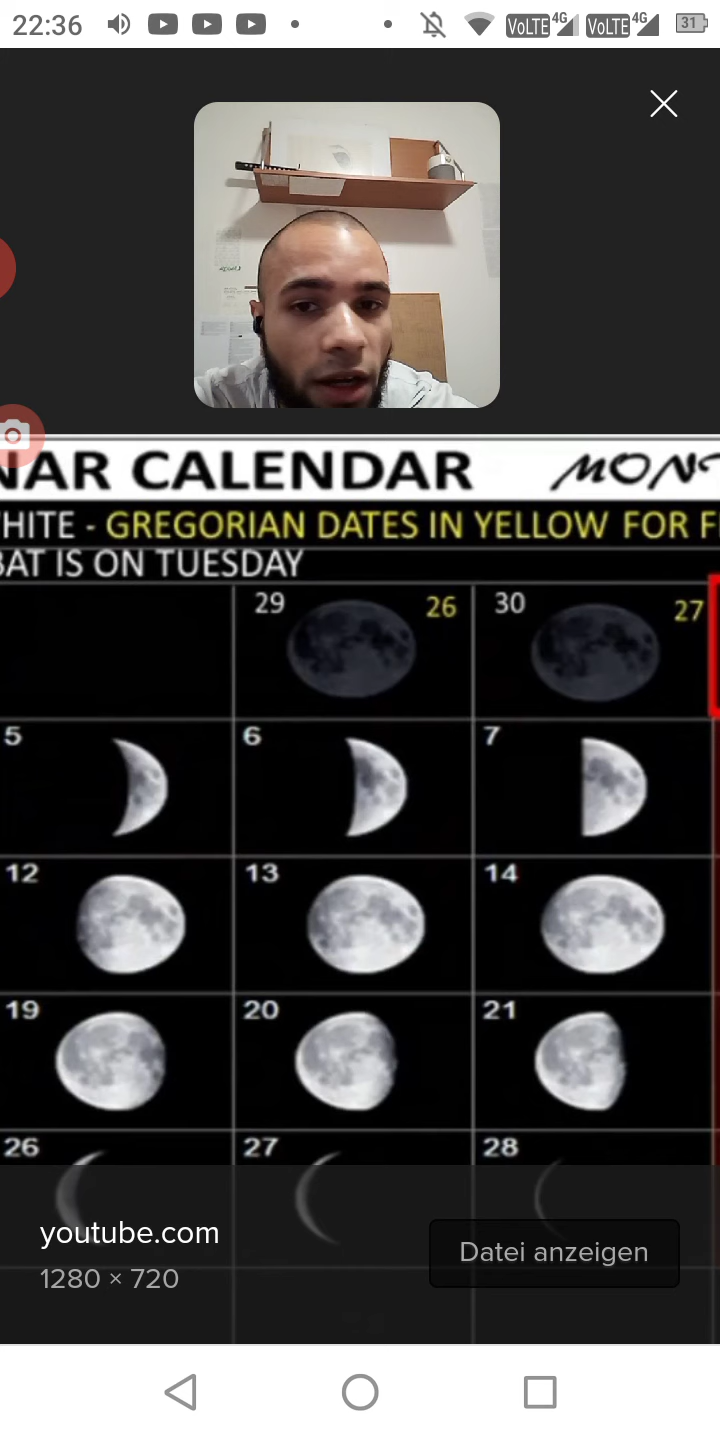 22:36
VoLTE 4G VoLTE 4G 31
NAR CALENDAR MON
HITE - GREGORIAN DATES IN YELLOW FOR F
BAT IS ON TUESDAY
29 26 30 27
5 6 7
12 13 14
19 20 21
26 27 28
youtube.com
1280 × 720
Datei anzeigen